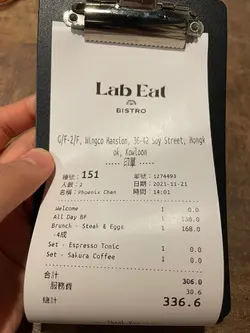 Lab Eat
BISTRO
G/F-2/F, Wingco Mansion, 36-42 Soy Street, Mongk
ok, Kowloon
----- 印單 -----
檯號: 151 單號: 1274493
人數: 2 日期: 2021-11-21
名稱: Phoenix Chan 時間: 14:01
Welcome 1 0.0
All Day BF 1 138.0
Brunch - Steak & Eggs 1 168.0
-4成
Set - Espresso Tonic 1 0.0
Set - Sakura Coffee 1 0.0
合計 306.0
服務費 30.6
總計 336.6